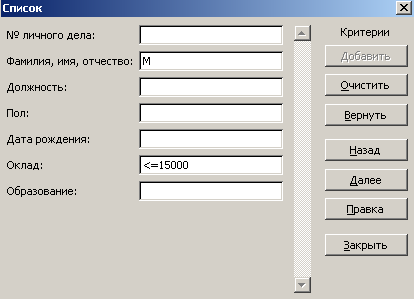 Список
№ личного дела:
Критерии
Фамилия, имя, отчество: М
Добавить
Должность:
Очистить
Пол:
Вернуть
Дата рождения:
Назад
Оклад: <=15000
Далее
Образование:
Правка
Закрыть